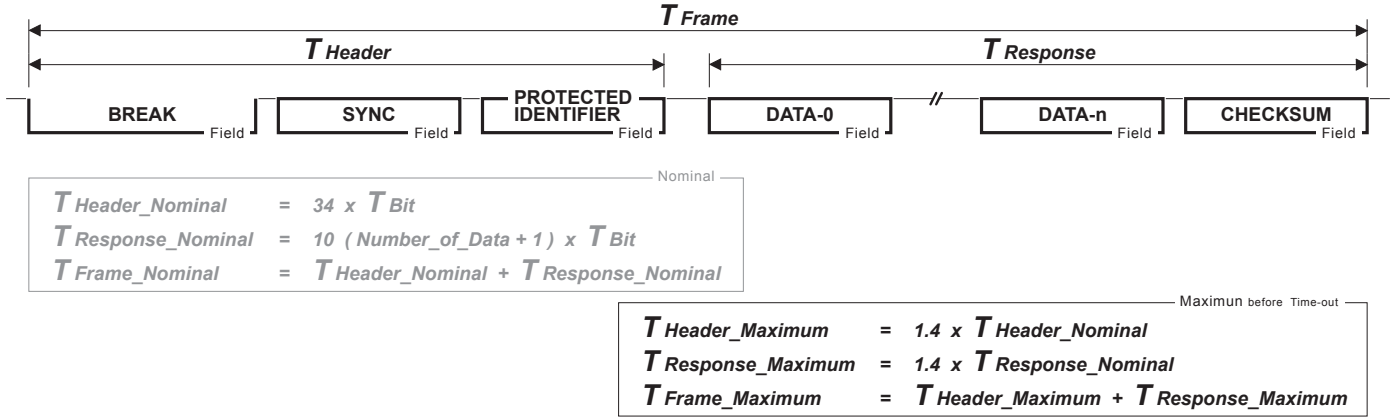 T Frame
T Header
T Response
BREAK
Field
SYNC
Field
PROTECTED
IDENTIFIER
Field
DATA-0
Field
//
DATA-n
Field
CHECKSUM
Field
Nominal
T Header_Nominal = 34 x T Bit
T Response_Nominal = 10 ( Number_of_Data + 1 ) x T Bit
T Frame_Nominal = T Header_Nominal + T Response_Nominal
Maximun before Time-out
T Header_Maximum = 1.4 x T Header_Nominal
T Response_Maximum = 1.4 x T Response_Nominal
T Frame_Maximum = T Header_Maximum + T Response_Maximum